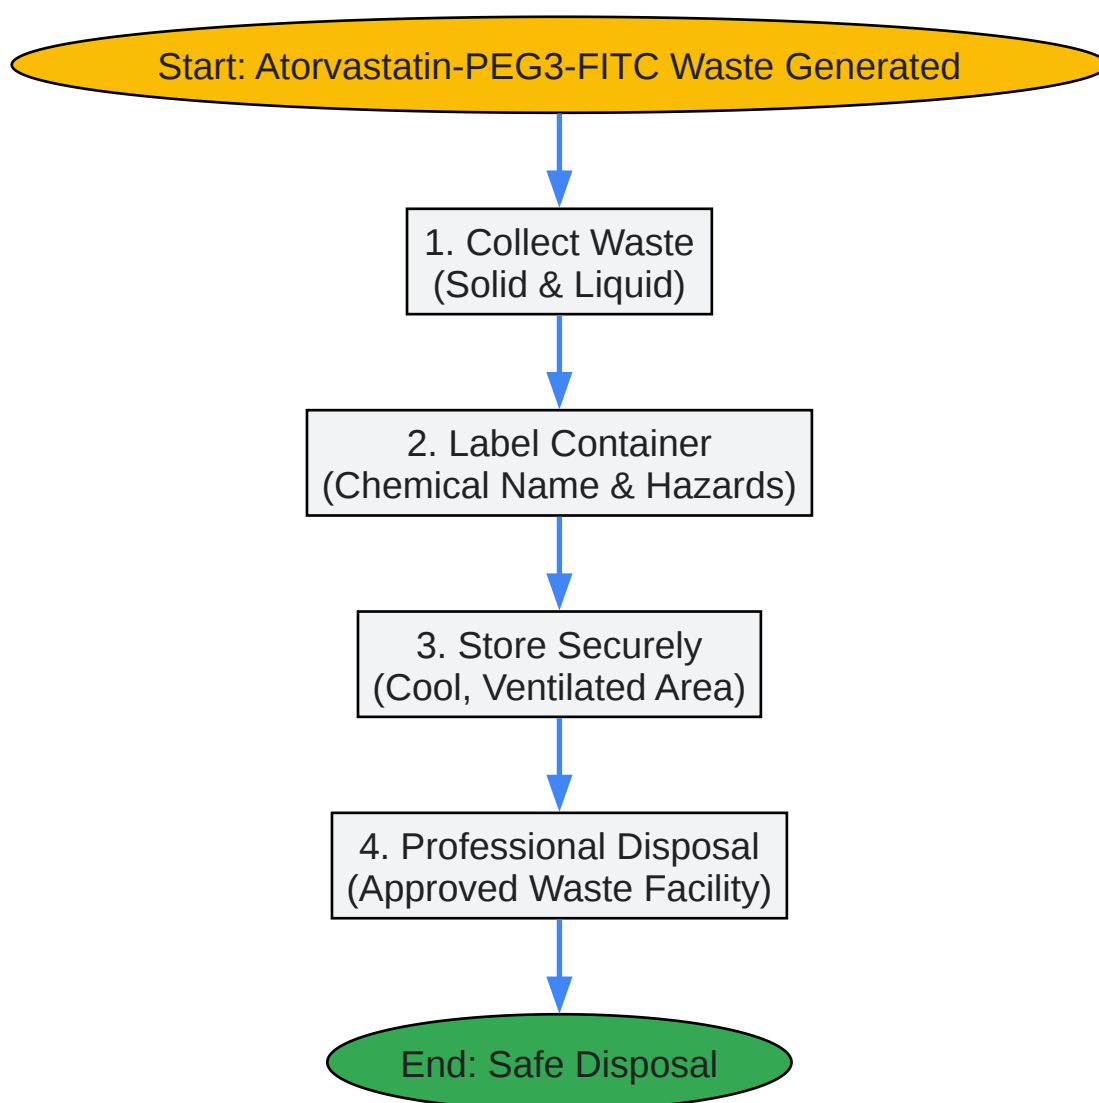 Start: Atorvastatin-PEG3-FITC Waste Generated
1. Collect Waste
(Solid & Liquid)
2. Label Container
(Chemical Name & Hazards)
3. Store Securely
(Cool, Ventilated Area)
4. Professional Disposal
(Approved Waste Facility)
End: Safe Disposal